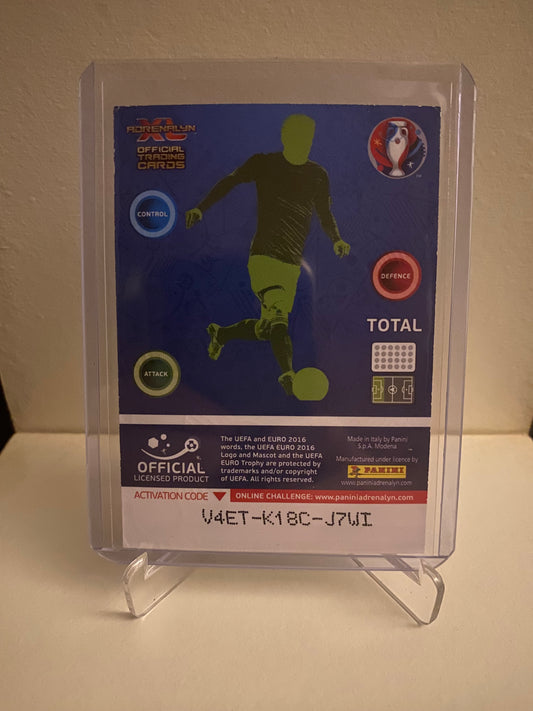 ADRENALYN
XL
OFFICIAL
TRADING
CARDS
CONTROL
DEFENCE
TOTAL
ATTACK
OFFICIAL
LICENSED PRODUCT
The UEFA and EURO 2016
words, the UEFA EURO 2016
Logo and Mascot and the UEFA
EURO Trophy are protected by
trademarks and/or copyright
of UEFA. All rights reserved.
Made in Italy by Panini
S.p.A. Modena
Manufactured under licence by
PANINI
www.paniniadrenalyn.com
ACTIVATION CODE
ONLINE CHALLENGE: www.paniniadrenalyn.com
V4ET-K18C-J7WI